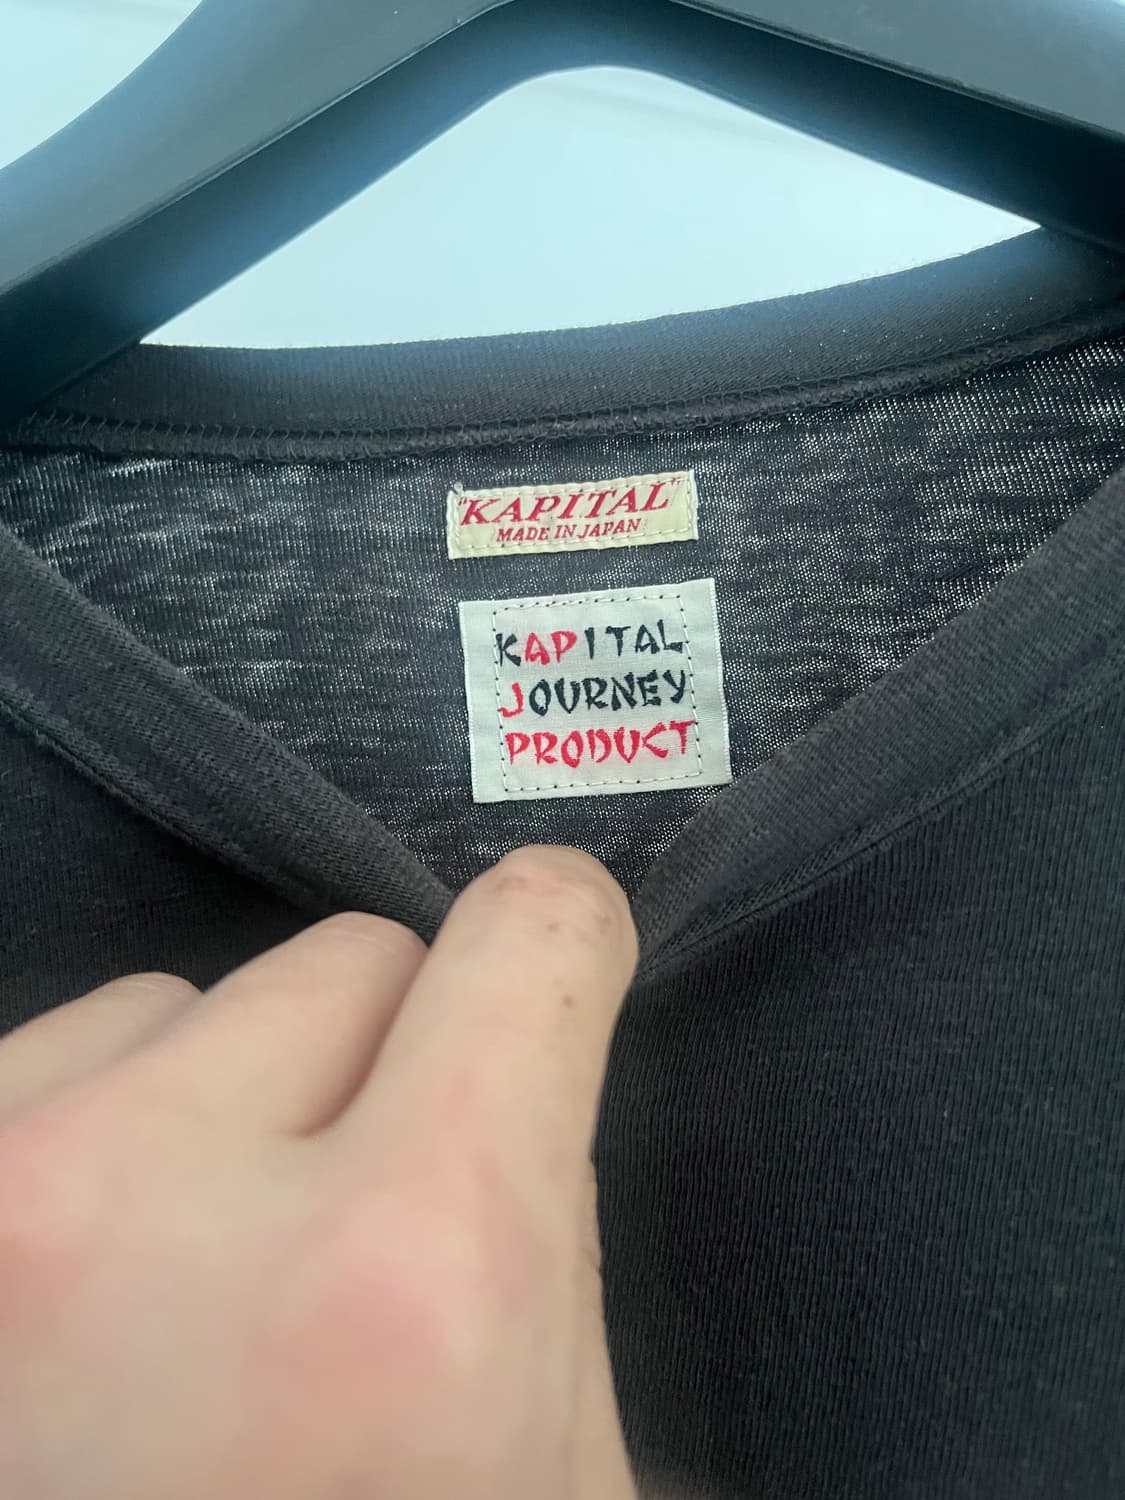 "KAPITAL"
MADE IN JAPAN
KAPITAL
JOURNEY
PRODUCT